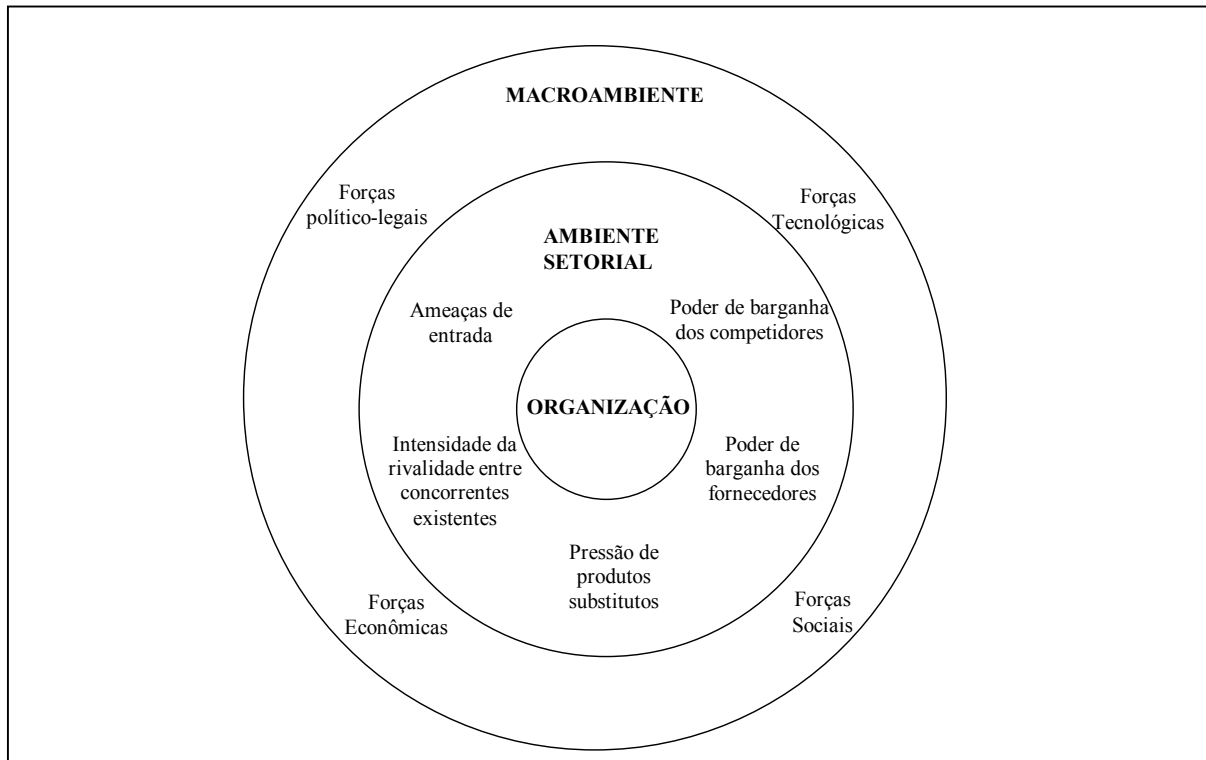 MACROAMBIENTE
Forças
político-legais
Forças
Tecnológicas
AMBIENTE
SETORIAL
Ameaças de
entrada
Poder de barganha
dos competidores
ORGANIZAÇÃO
Intensidade da
rivalidade entre
concorrentes
existentes
Poder de
barganha dos
fornecedores
Pressão de
produtos
substitutos
Forças
Econômicas
Forças
Sociais